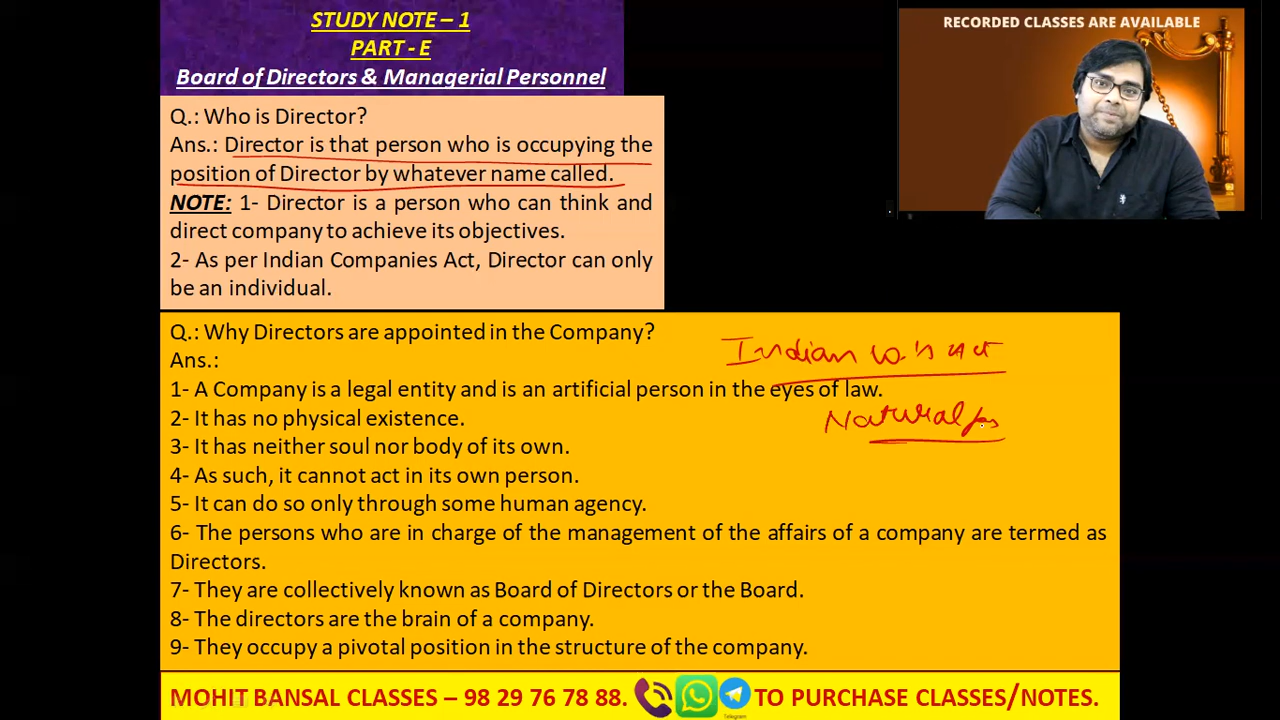 STUDY NOTE – 1
PART - E
Board of Directors & Managerial Personnel
RECORDED CLASSES ARE AVAILABLE
Q.: Who is Director?
Ans.: Director is that person who is occupying the
position of Director by whatever name called.
NOTE: 1- Director is a person who can think and
direct company to achieve its objectives.
2- As per Indian Companies Act, Director can only
be an individual.
Q.: Why Directors are appointed in the Company?
Indian co's act
Ans.:
1- A Company is a legal entity and is an artificial person in the eyes of law.
2- It has no physical existence.
Natural
3- It has neither soul nor body of its own.
4- As such, it cannot act in its own person.
5- It can do so only through some human agency.
6- The persons who are in charge of the management of the affairs of a company are termed as
Directors.
7- They are collectively known as Board of Directors or the Board.
8- The directors are the brain of a company.
9- They occupy a pivotal position in the structure of the company.
MOHIT BANSAL CLASSES – 98 29 76 78 88. TO PURCHASE CLASSES/NOTES.
Telegram